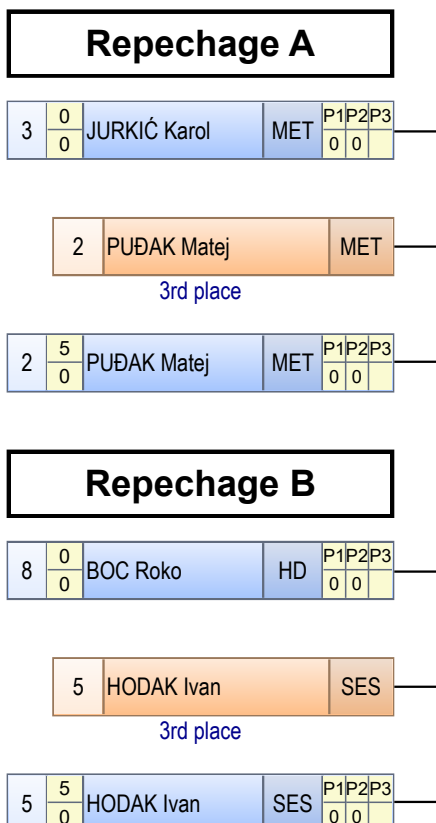 Repechage A
3 0 0 JURKIĆ Karol MET P1 P2 P3 0 0
2 PUĐAK Matej MET
3rd place
2 5 0 PUĐAK Matej MET P1 P2 P3 0 0
Repechage B
8 0 0 BOC Roko HD P1 P2 P3 0 0
5 HODAK Ivan SES
3rd place
5 5 0 HODAK Ivan SES P1 P2 P3 0 0